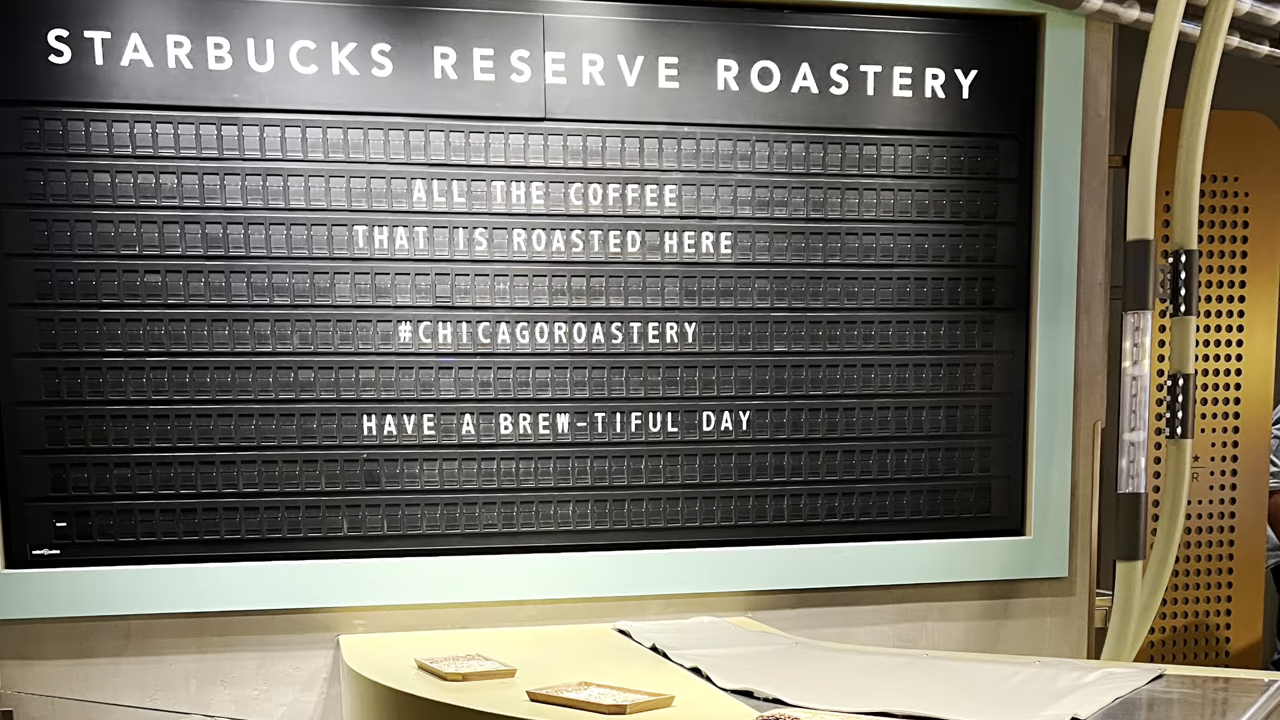 STARBUCKS RESERVE ROASTERY
ALL THE COFFEE
THAT IS ROASTED HERE
#CHICAGOROASTERY
HAVE A BREW-TIFUL DAY
R